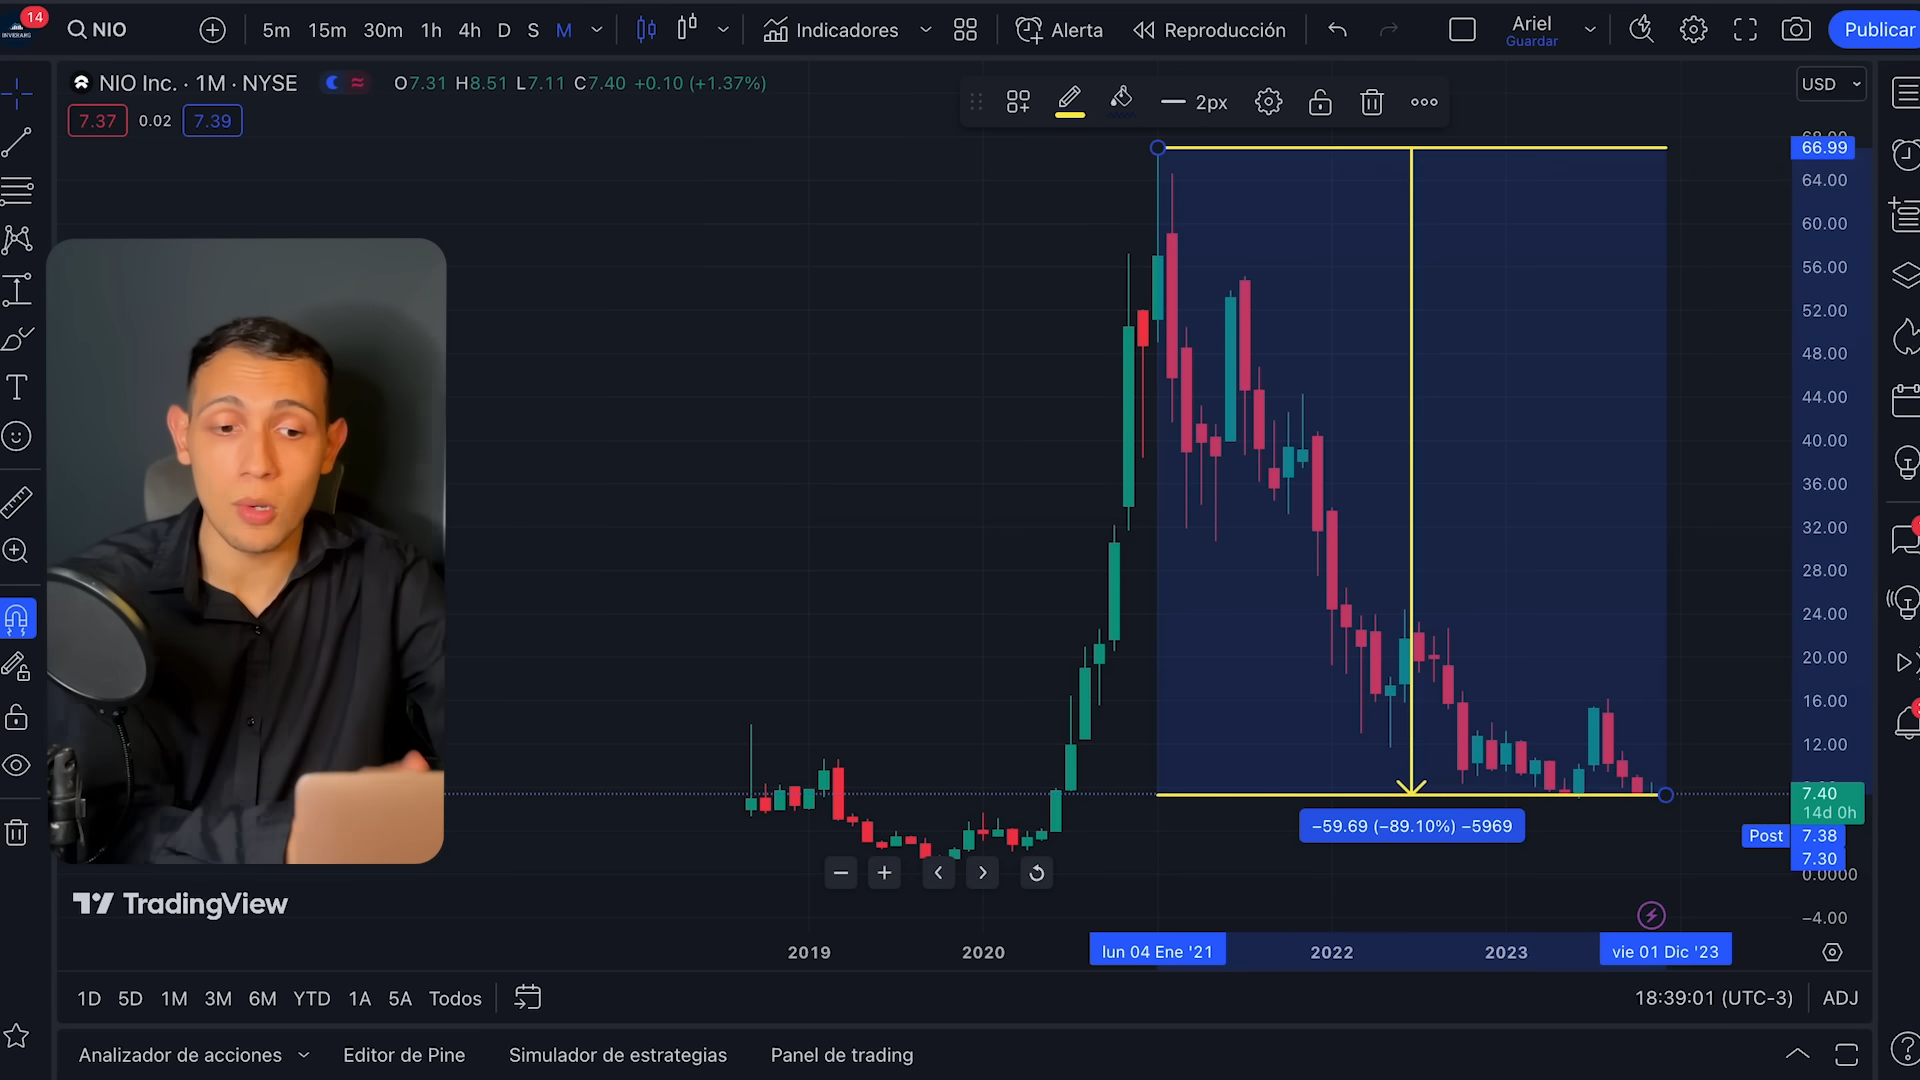 14
NIO
5m 15m 30m 1h 4h D S M
Indicadores
Alerta
Reproducción
Ariel
Guardar
Publicar
NIO Inc. · 1M · NYSE
O7.31 H8.51 L7.11 C7.40 +0.10 (+1.37%)
7.37 0.02 7.39
2px
USD
68.00
66.99
64.00
60.00
56.00
52.00
48.00
44.00
40.00
36.00
32.00
28.00
24.00
20.00
16.00
12.00
7.40
14d 0h
−59.69 (−89.10%) −5969
Post 7.38
7.30
0.0000
−4.00
TradingView
2019 2020 lun 04 Ene '21 2022 2023 vie 01 Dic '23
1D 5D 1M 3M 6M YTD 1A 5A Todos
18:39:01 (UTC-3) ADJ
Analizador de acciones Editor de Pine Simulador de estrategias Panel de trading